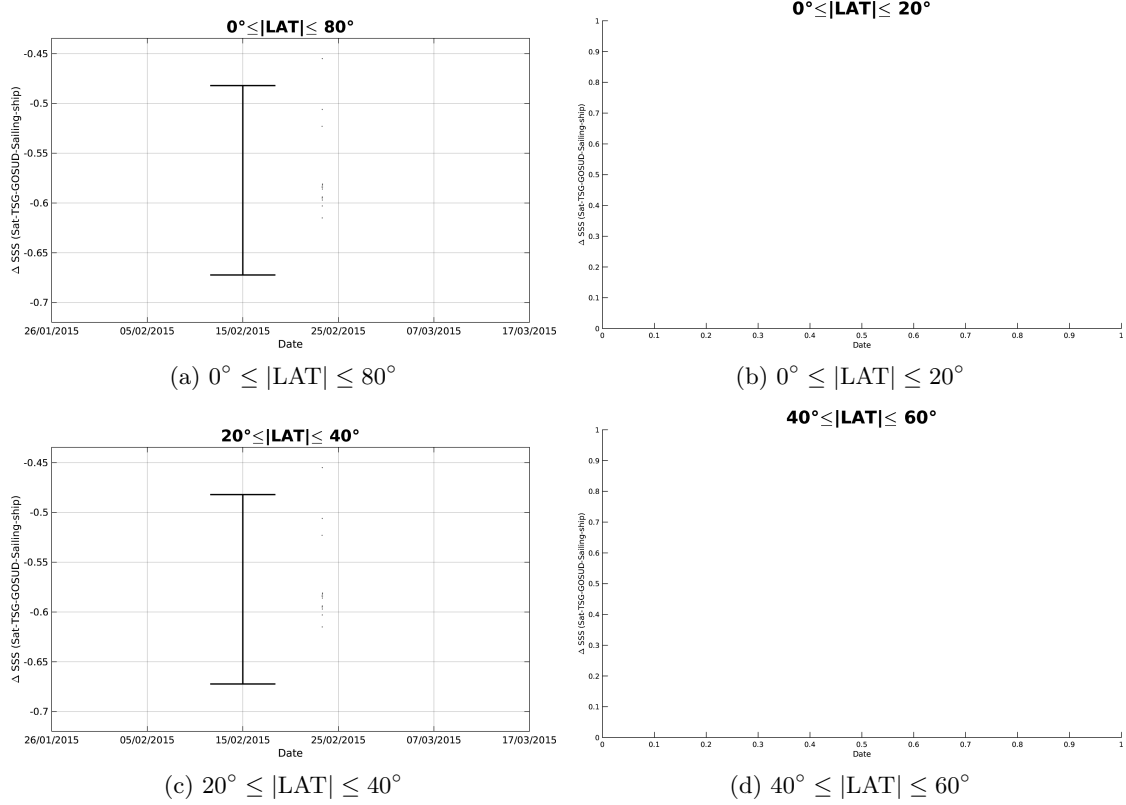 0°≤|LAT|≤ 80°
-0.45
-0.5
-0.55
-0.6
-0.65
-0.7
Δ SSS (Sat-TSG-GOSUD-Sailing-ship)
26/01/2015 05/02/2015 15/02/2015 25/02/2015 07/03/2015 17/03/2015
Date
(a) 0° ≤ |LAT| ≤ 80°
0°≤|LAT|≤ 20°
1
0.9
0.8
0.7
0.6
0.5
0.4
0.3
0.2
0.1
0
Δ SSS (Sat-TSG-GOSUD-Sailing-ship)
0 0.1 0.2 0.3 0.4 0.5 0.6 0.7 0.8 0.9 1
Date
(b) 0° ≤ |LAT| ≤ 20°
20°≤|LAT|≤ 40°
-0.45
-0.5
-0.55
-0.6
-0.65
-0.7
Δ SSS (Sat-TSG-GOSUD-Sailing-ship)
26/01/2015 05/02/2015 15/02/2015 25/02/2015 07/03/2015 17/03/2015
Date
(c) 20° ≤ |LAT| ≤ 40°
40°≤|LAT|≤ 60°
1
0.9
0.8
0.7
0.6
0.5
0.4
0.3
0.2
0.1
0
Δ SSS (Sat-TSG-GOSUD-Sailing-ship)
0 0.1 0.2 0.3 0.4 0.5 0.6 0.7 0.8 0.9 1
Date
(d) 40° ≤ |LAT| ≤ 60°